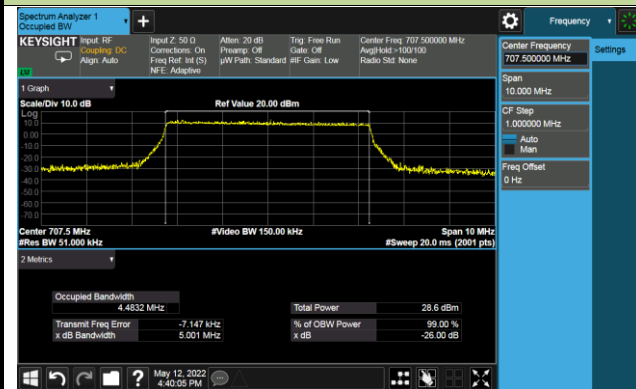 Spectrum Analyzer 1
Occupied BW
Frequency
KEYSIGHT
Input: RF
Coupling: DC
Align: Auto
Input Z: 50 Ω
Corrections: On
Freq Ref: Int (S)
NFE: Adaptive
Atten: 20 dB
Preamp: Off
µW Path: Standard
Trig: Free Run
Gate: Off
#IF Gain: Low
Center Freq: 707.500000 MHz
Avg|Hold:>100/100
Radio Std: None
Center Frequency
707.500000 MHz
Settings
Span
10.000 MHz
CF Step
1.000000 MHz
Auto
Man
Freq Offset
0 Hz
1 Graph
Scale/Div 10.0 dB
Ref Value 20.00 dBm
Log
10.0
0.00
-10.0
-20.0
-30.0
-40.0
-50.0
-60.0
-70.0
Center 707.5 MHz
#Video BW 150.00 kHz
Span 10 MHz
#Res BW 51.000 kHz
#Sweep 20.0 ms (2001 pts)
2 Metrics
Occupied Bandwidth
4.4832 MHz
Total Power
28.6 dBm
Transmit Freq Error
-7.147 kHz
% of OBW Power
99.00 %
x dB Bandwidth
5.001 MHz
x dB
-26.00 dB
May 12, 2022
4:40:05 PM